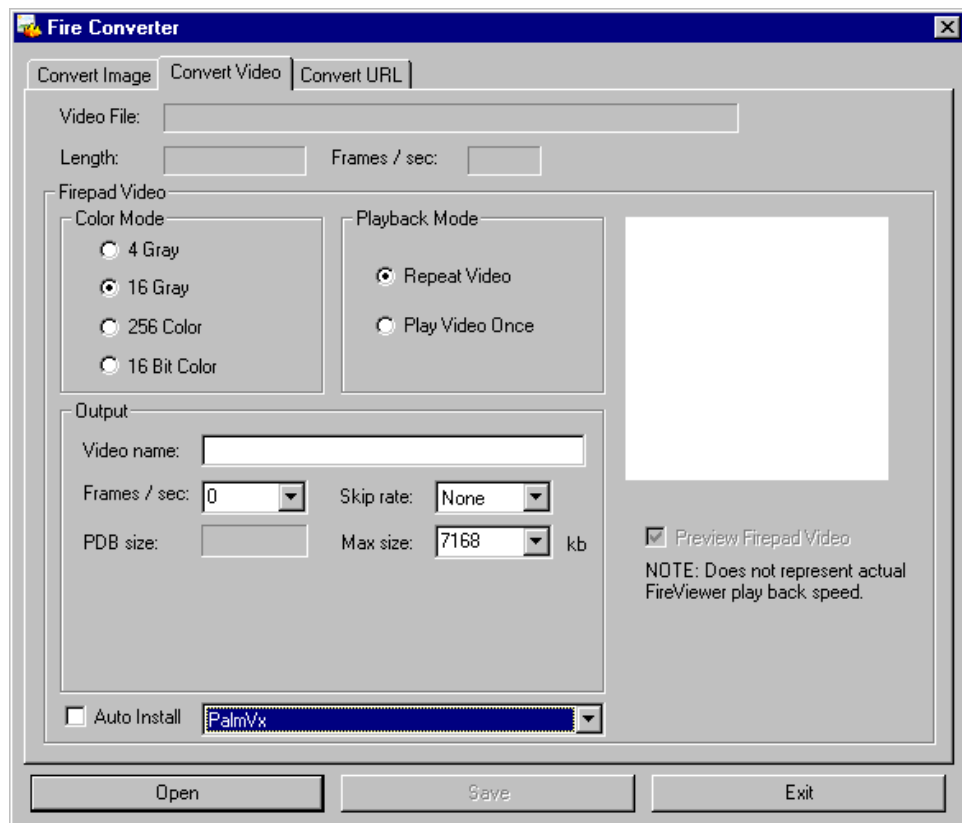 Fire Converter
Convert Image Convert Video Convert URL
Video File:
Length: Frames / sec:
Firepad Video
Color Mode
4 Gray
16 Gray
256 Color
16 Bit Color
Playback Mode
Repeat Video
Play Video Once
Output
Video name:
Frames / sec: 0 Skip rate: None
PDB size: Max size: 7168 kb
Preview Firepad Video
NOTE: Does not represent actual
FireViewer play back speed.
Auto Install PalmVx
Open Save Exit